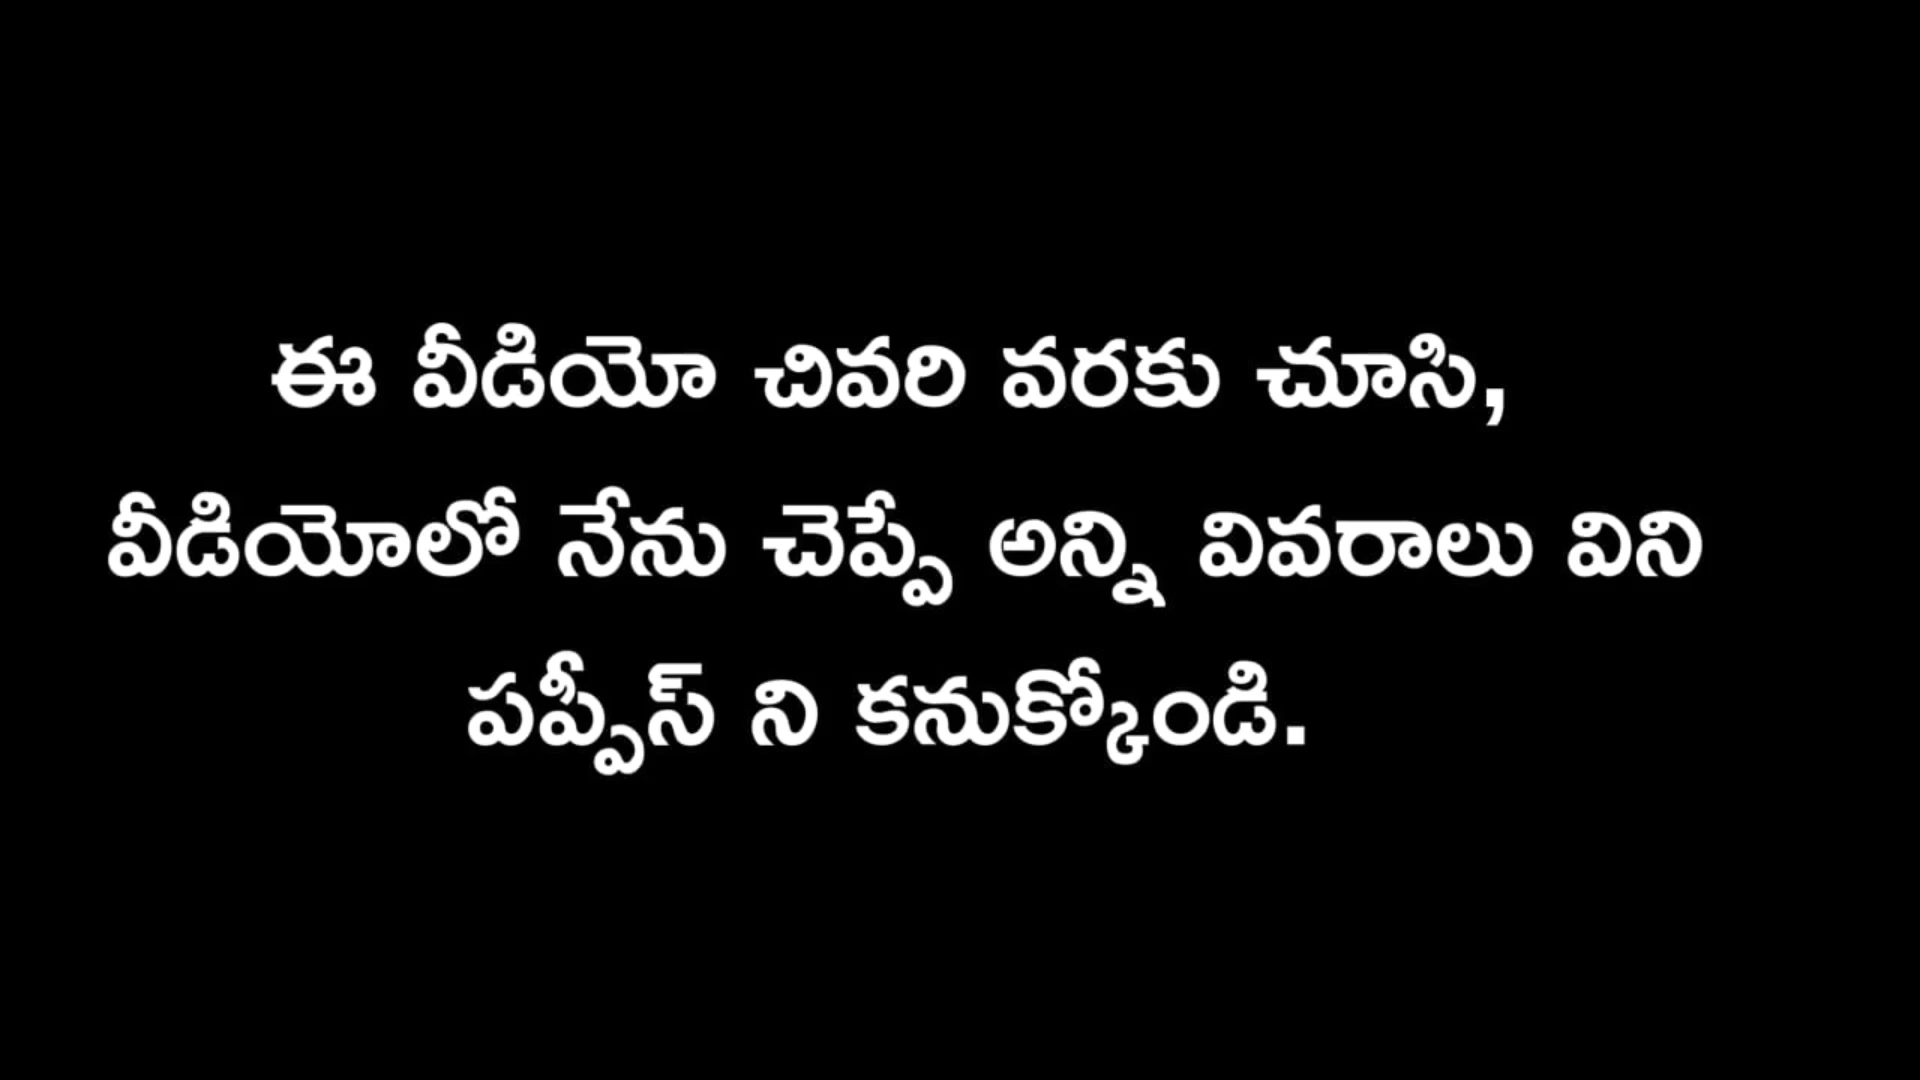 ఈ వీడియో చివరి వరకు చూసి,
వీడియోలో నేను చెప్పే అన్ని వివరాలు విని
పప్పీస్ ని కనుక్కోండి.